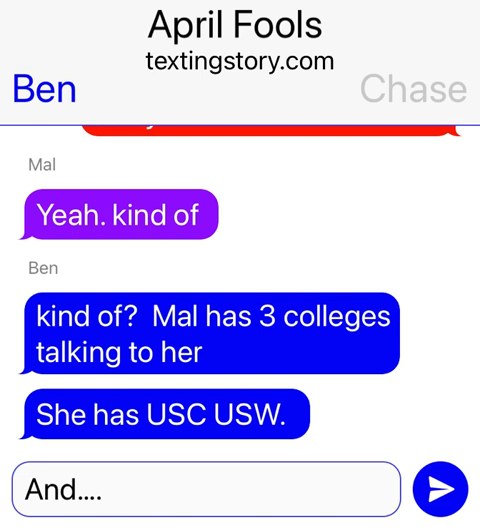 April Fools
textingstory.com
Ben Chase
Mal
Yeah. kind of
Ben
kind of?  Mal has 3 colleges
talking to her
She has USC USW.
And....